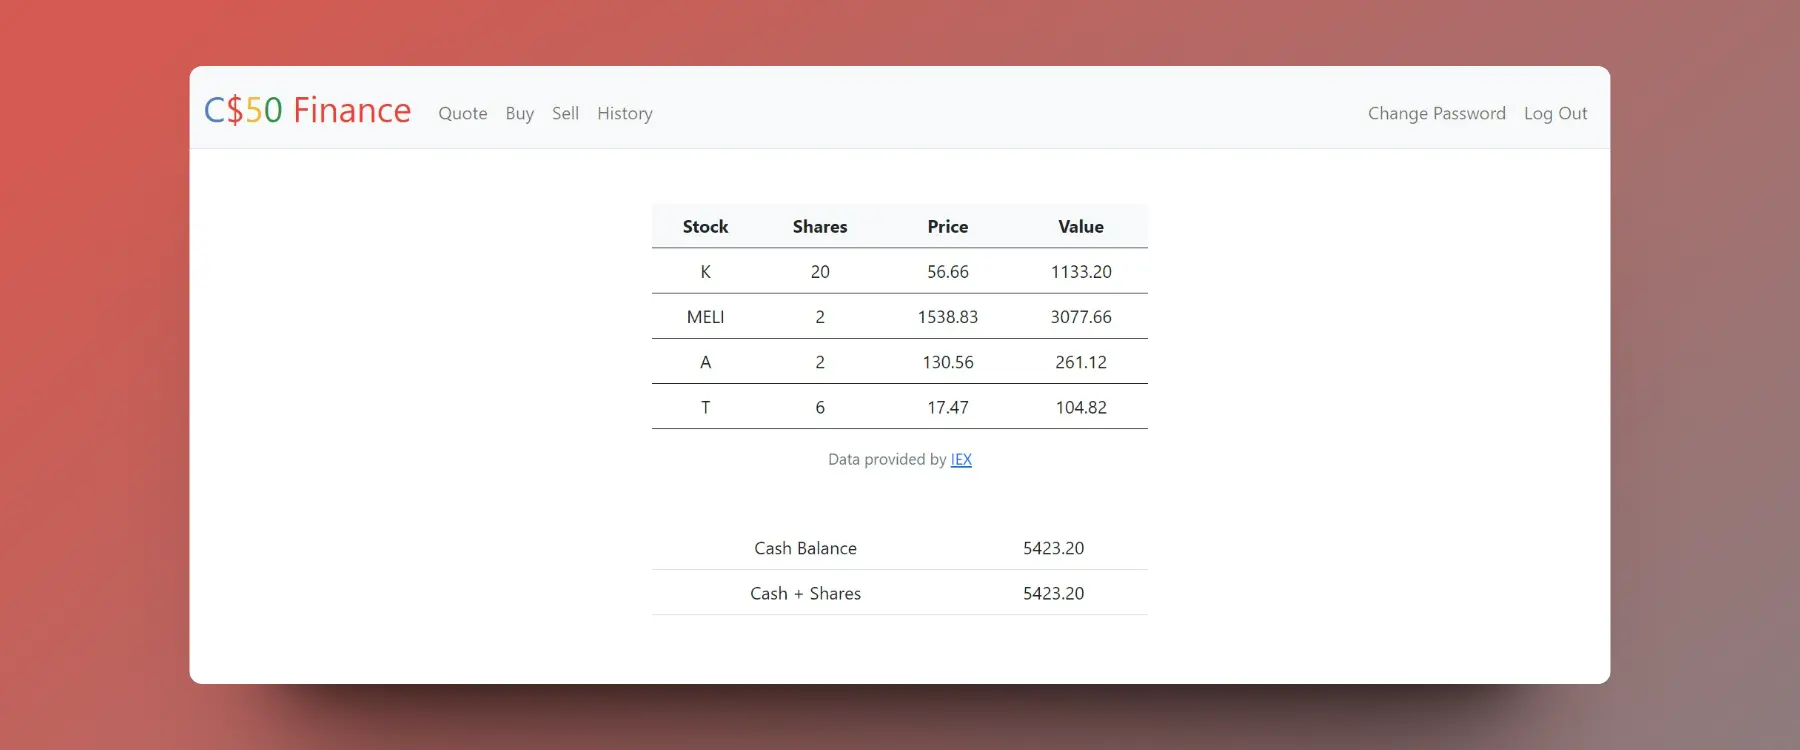 C$50 Finance Quote Buy Sell History Change Password Log Out
Stock Shares Price Value
K 20 56.66 1133.20
MELI 2 1538.83 3077.66
A 2 130.56 261.12
T 6 17.47 104.82
Data provided by IEX
Cash Balance 5423.20
Cash + Shares 5423.20